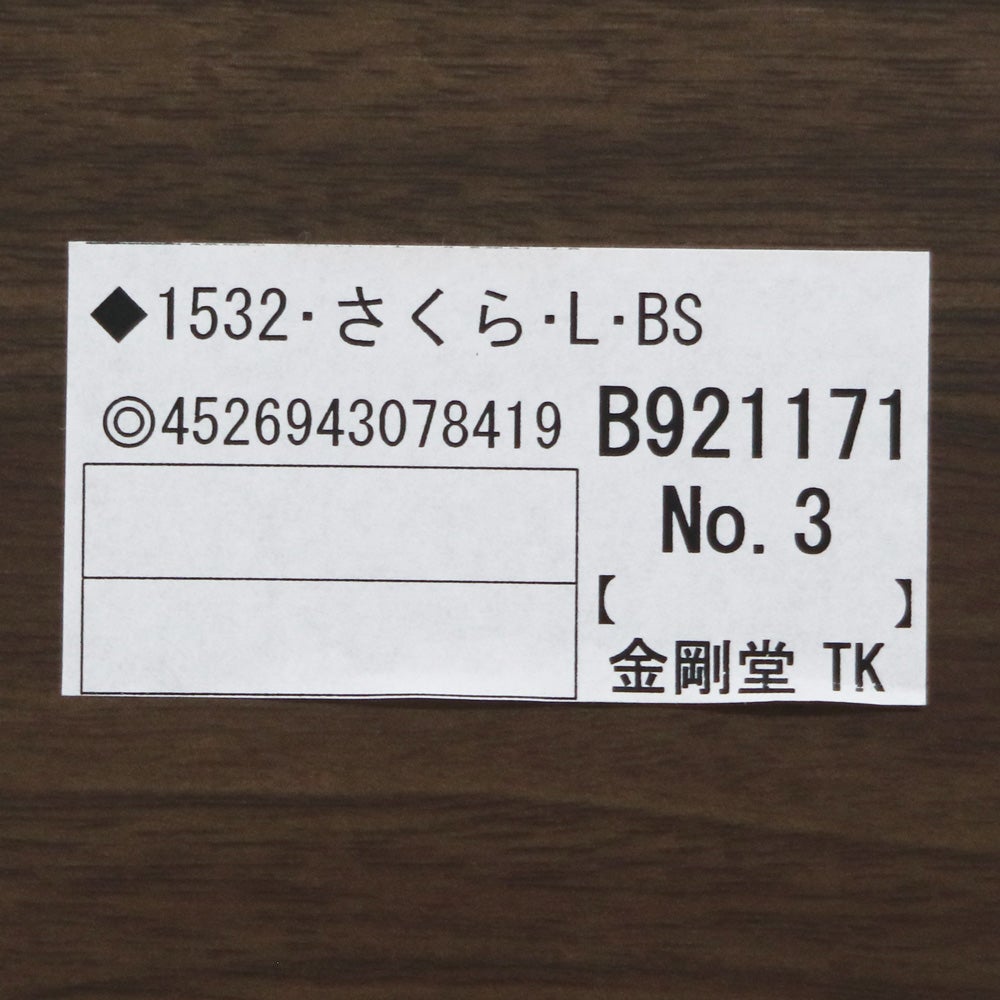 ◆1532・さくら・L・BS
◎4526943078419
B921171
No.3
【 】
金剛堂 TK